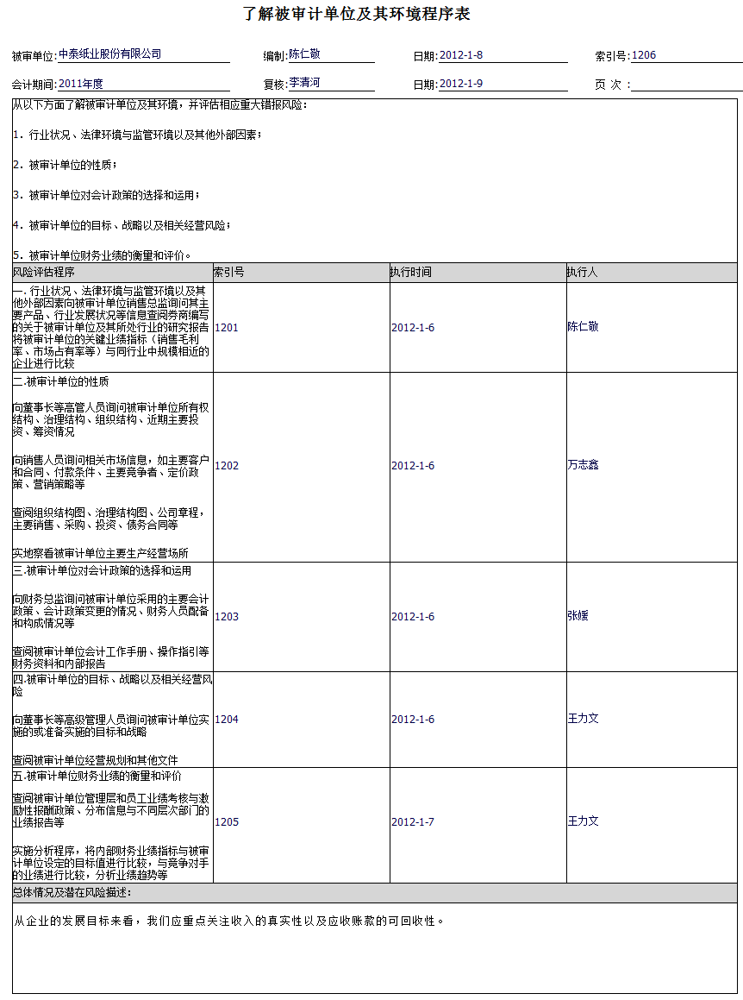 了解被审计单位及其环境程序表
被审单位:中泰纸业股份有限公司 编制:陈仁敬 日期:2012-1-8 索引号:1206
会计期间:2011年度 复核:李清河 日期:2012-1-9 页 次 :
从以下方面了解被审计单位及其环境，并评估相应重大错报风险：
1. 行业状况、法律环境与监管环境以及其他外部因素；
2. 被审计单位的性质；
3. 被审计单位对会计政策的选择和运用；
4. 被审计单位的目标、战略以及相关经营风险；
5. 被审计单位财务业绩的衡量和评价。
风险评估程序 索引号 执行时间 执行人
一. 行业状况、法律环境与监管环境以及其
他外部因素向被审计单位销售总监询问其主
要产品、行业发展状况等信息查阅券商编写
的关于被审计单位及其所处行业的研究报告
将被审计单位的关键业绩指标（销售毛利
率、市场占有率等）与同行业中规模相近的
企业进行比较
1201 2012-1-6 陈仁敬
二.被审计单位的性质
向董事长等高管人员询问被审计单位所有权
结构、治理结构、组织结构、近期主要投
资、筹资情况
向销售人员询问相关市场信息，如主要客户
和合同、付款条件、主要竞争者、定价政
策、营销策略等
查阅组织结构图、治理结构图、公司章程，
主要销售、采购、投资、债务合同等
实地察看被审计单位主要生产经营场所
1202 2012-1-6 万志鑫
三.被审计单位对会计政策的选择和运用
向财务总监询问被审计单位采用的主要会计
政策、会计政策变更的情况、财务人员配备
和构成情况等
查阅被审计单位会计工作手册、操作指引等
财务资料和内部报告
1203 2012-1-6 张媛
四.被审计单位的目标、战略以及相关经营风
险
向董事长等高级管理人员询问被审计单位实
施的或准备实施的目标和战略
查阅被审计单位经营规划和其他文件
1204 2012-1-6 王力文
五.被审计单位财务业绩的衡量和评价
查阅被审计单位管理层和员工业绩考核与激
励性报酬政策、分布信息与不同层次部门的
业绩报告等
实施分析程序，将内部财务业绩指标与被审
计单位设定的目标值进行比较，与竞争对手
的业绩进行比较，分析业绩趋势等
1205 2012-1-7 王力文
总体情况及潜在风险描述：
从企业的发展目标来看，我们应重点关注收入的真实性以及应收账款的可回收性。